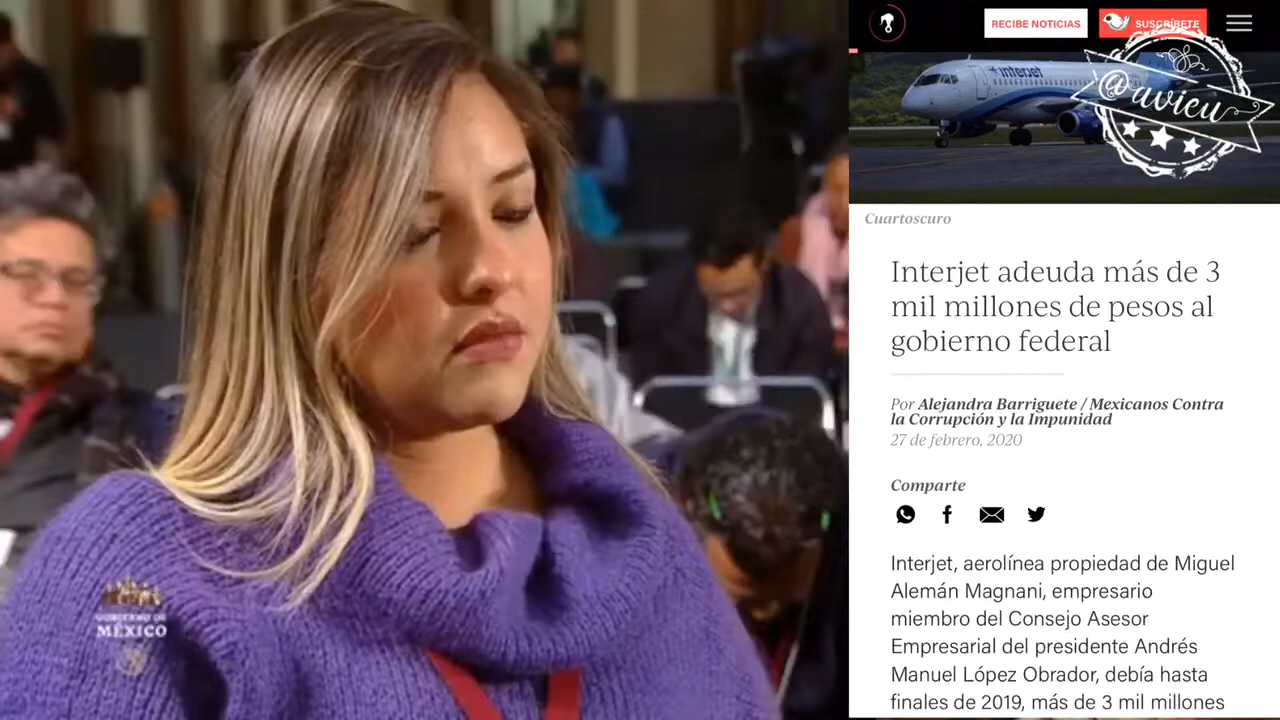 RECIBE NOTICIAS
SUSCRÍBETE
interjet
@uvieu
Cuartoscuro
Interjet adeuda más de 3
mil millones de pesos al
gobierno federal
Por Alejandra Barriguete / Mexicanos Contra
la Corrupción y la Impunidad
27 de febrero, 2020
Comparte
Interjet, aerolínea propiedad de Miguel
Alemán Magnani, empresario
miembro del Consejo Asesor
Empresarial del presidente Andrés
Manuel López Obrador, debía hasta
finales de 2019, más de 3 mil millones
GOBIERNO DE
MÉXICO